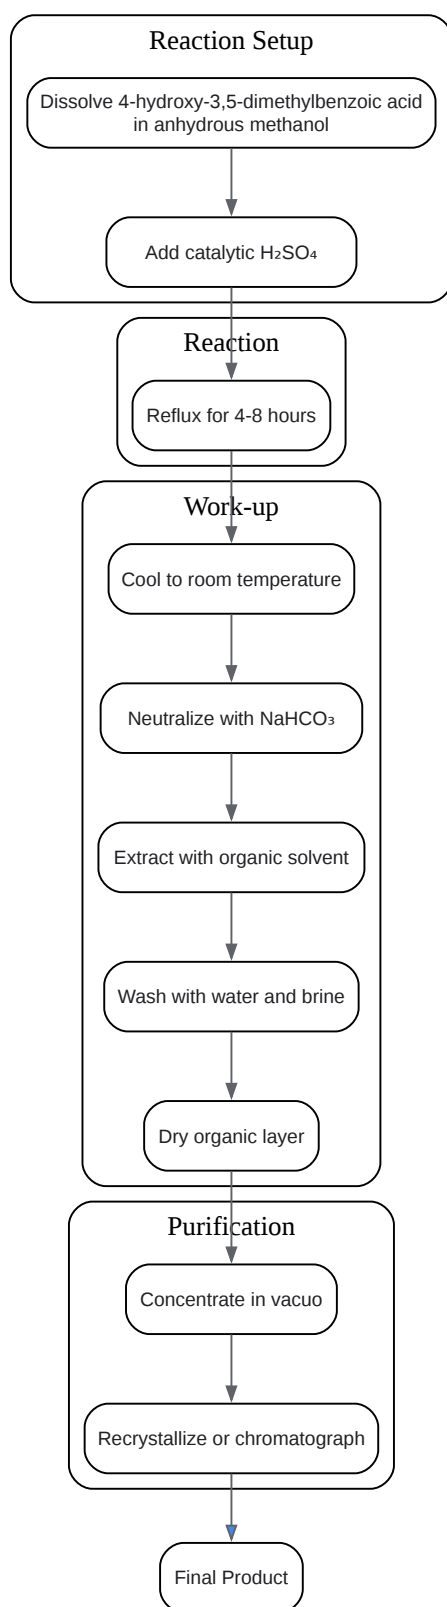 Reaction Setup
Dissolve 4-hydroxy-3,5-dimethylbenzoic acid
in anhydrous methanol
Add catalytic H₂SO₄
Reaction
Reflux for 4-8 hours
Work-up
Cool to room temperature
Neutralize with NaHCO₃
Extract with organic solvent
Wash with water and brine
Dry organic layer
Purification
Concentrate in vacuo
Recrystallize or chromatograph
Final Product